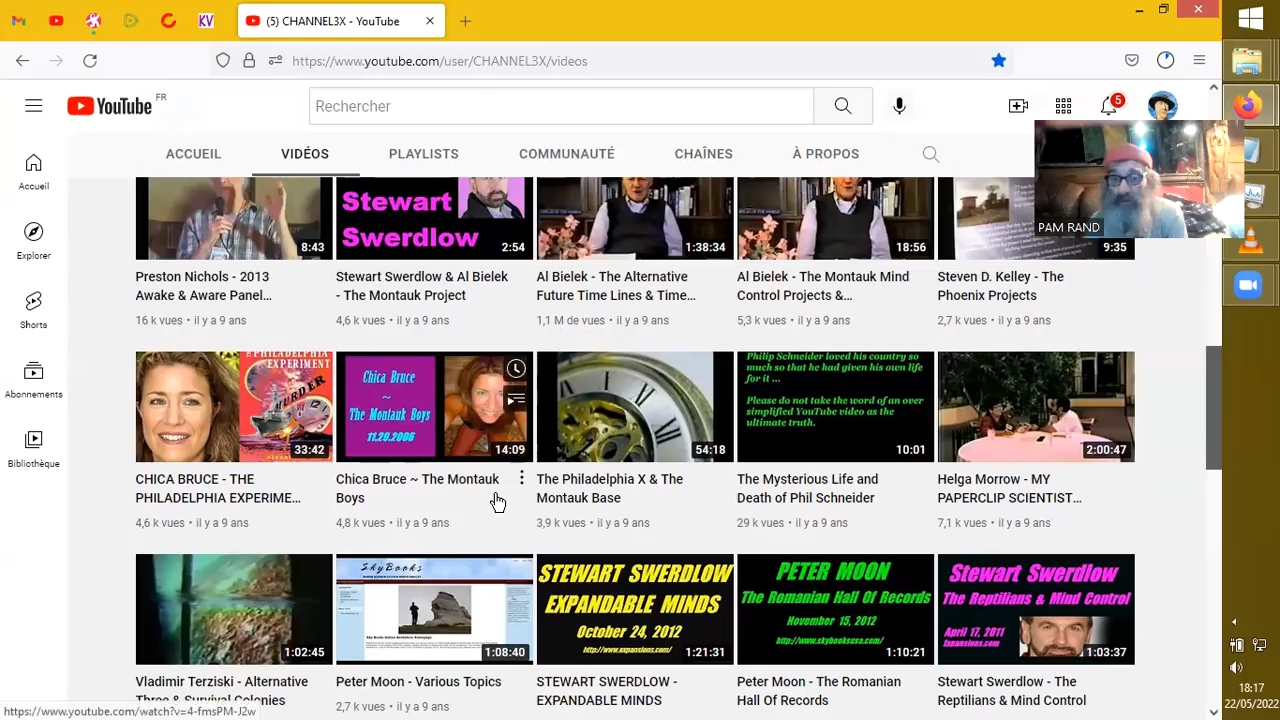 (5) CHANNEL3X - YouTube
https://www.youtube.com/user/CHANNEL3X/videos
YouTube FR
Rechercher
5
ACCUEIL VIDÉOS PLAYLISTS COMMUNAUTÉ CHAÎNES À PROPOS
PAM RAND
Accueil
Explorer
Shorts
Abonnements
Bibliothèque
8:43
Preston Nichols - 2013
Awake & Aware Panel...
16 k vues • il y a 9 ans
Stewart
Swerdlow
2:54
Stewart Swerdlow & Al Bielek
- The Montauk Project
4,6 k vues • il y a 9 ans
1:38:34
Al Bielek - The Alternative
Future Time Lines & Time...
1,1 M de vues • il y a 9 ans
18:56
Al Bielek - The Montauk Mind
Control Projects &...
5,3 k vues • il y a 9 ans
9:35
Steven D. Kelley - The
Phoenix Projects
2,7 k vues • il y a 9 ans
PHILADELPHIA
EXPERIMENT
MURDER
33:42
CHICA BRUCE - THE
PHILADELPHIA EXPERIME...
4,6 k vues • il y a 9 ans
Chica Bruce
~
The Montauk
Boys
11.29.2006
14:09
Chica Bruce ~ The Montauk
Boys
4,8 k vues • il y a 9 ans
54:18
The Philadelphia X & The
Montauk Base
3,9 k vues • il y a 9 ans
Philip Schneider loved his country so
much so that he had given his own life
for it ...
Please do not take the word of an over
simplified YouTube video as the
ultimate truth.
10:01
The Mysterious Life and
Death of Phil Schneider
29 k vues • il y a 9 ans
2:00:47
Helga Morrow - MY
PAPERCLIP SCIENTIST...
7,1 k vues • il y a 9 ans
1:02:45
Vladimir Terziski - Alternative
Three & Survival Colonies
SkyBooks
1:08:40
Peter Moon - Various Topics
2,7 k vues • il y a 9 ans
STEWART SWERDLOW
EXPANDABLE MINDS
October 24, 2012
http://www.expansions.com/
1:21:31
STEWART SWERDLOW -
EXPANDABLE MINDS
PETER MOON
The Romanian Hall Of Records
November 15, 2012
http://www.skybooksusa.com/
1:10:21
Peter Moon - The Romanian
Hall Of Records
Stewart Swerdlow
The Reptilians & Mind Control
April 17, 2011
Expansions.com
1:03:37
Stewart Swerdlow - The
Reptilians & Mind Control
https://www.youtube.com/watch?v=4-fmsPM-J2w
18:17
22/05/2022